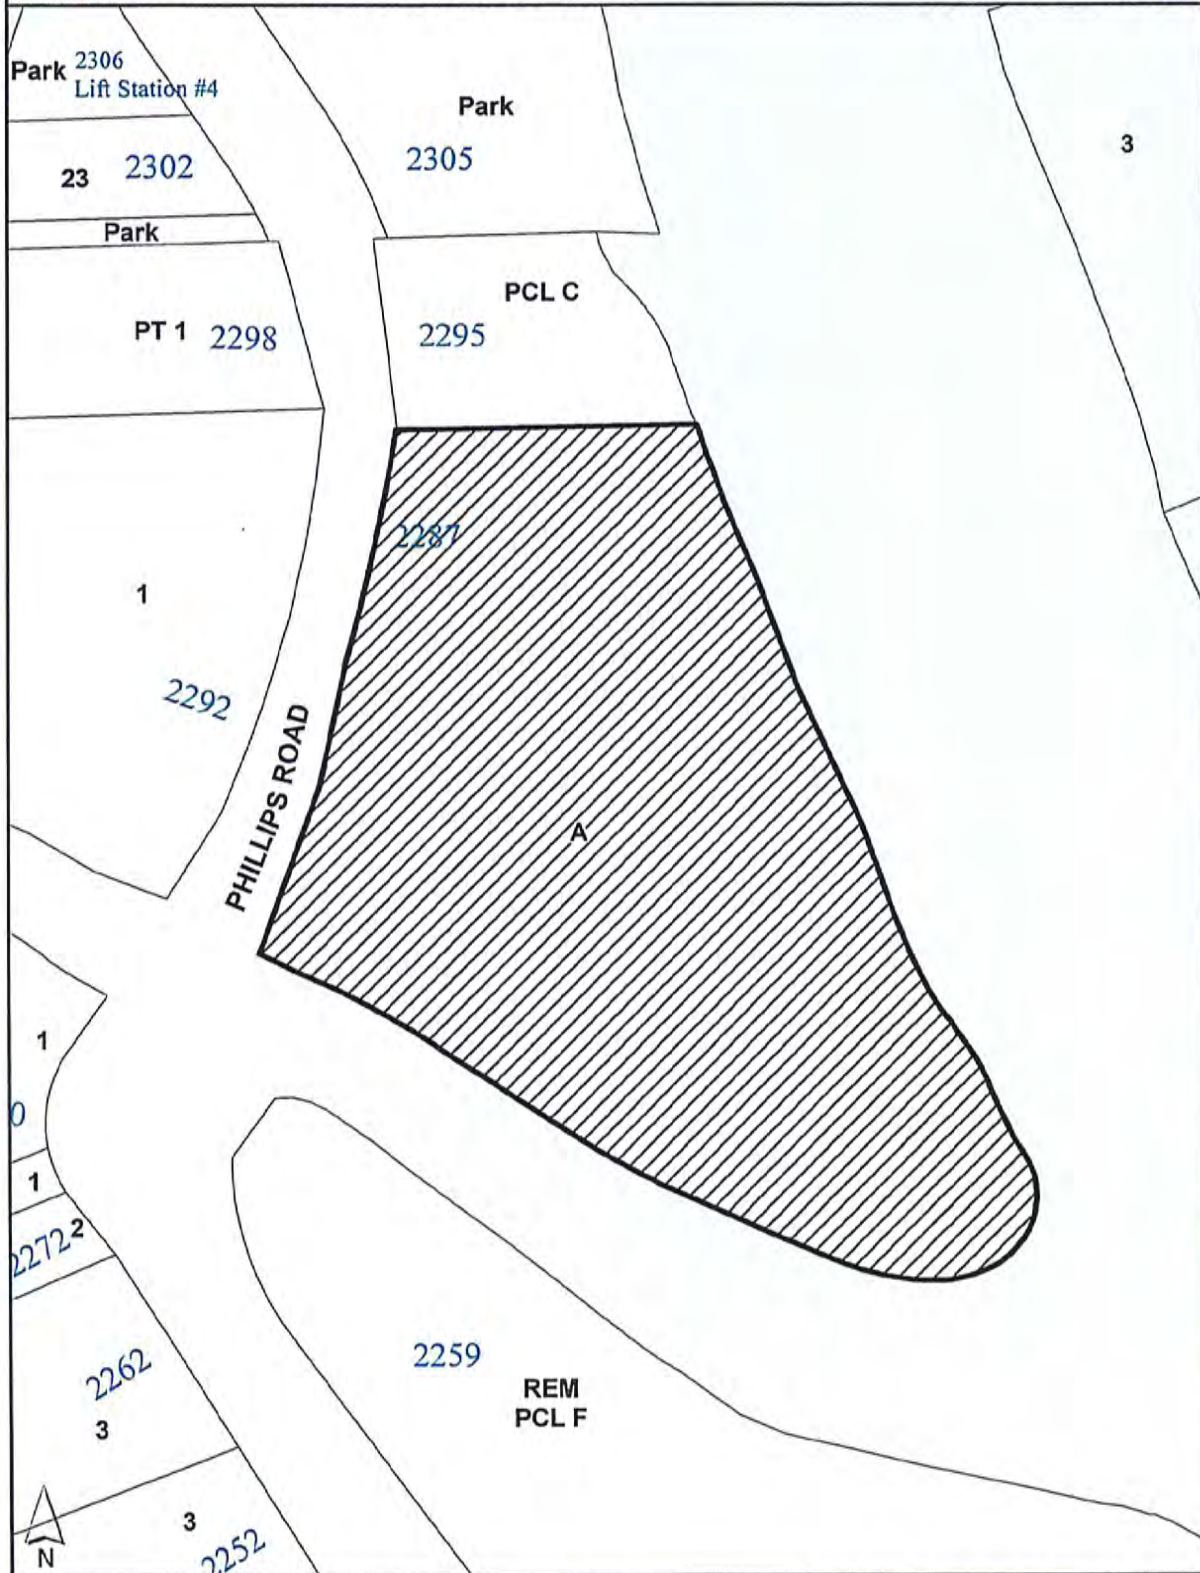 Park 2306
Lift Station #4
Park
3
23 2302
2305
Park
PCL C
PT 1 2298
2295
2287
1
2292
PHILLIPS ROAD
A
1
0
1
2
2272
2262
2259
REM
PCL F
3
3
2252
N